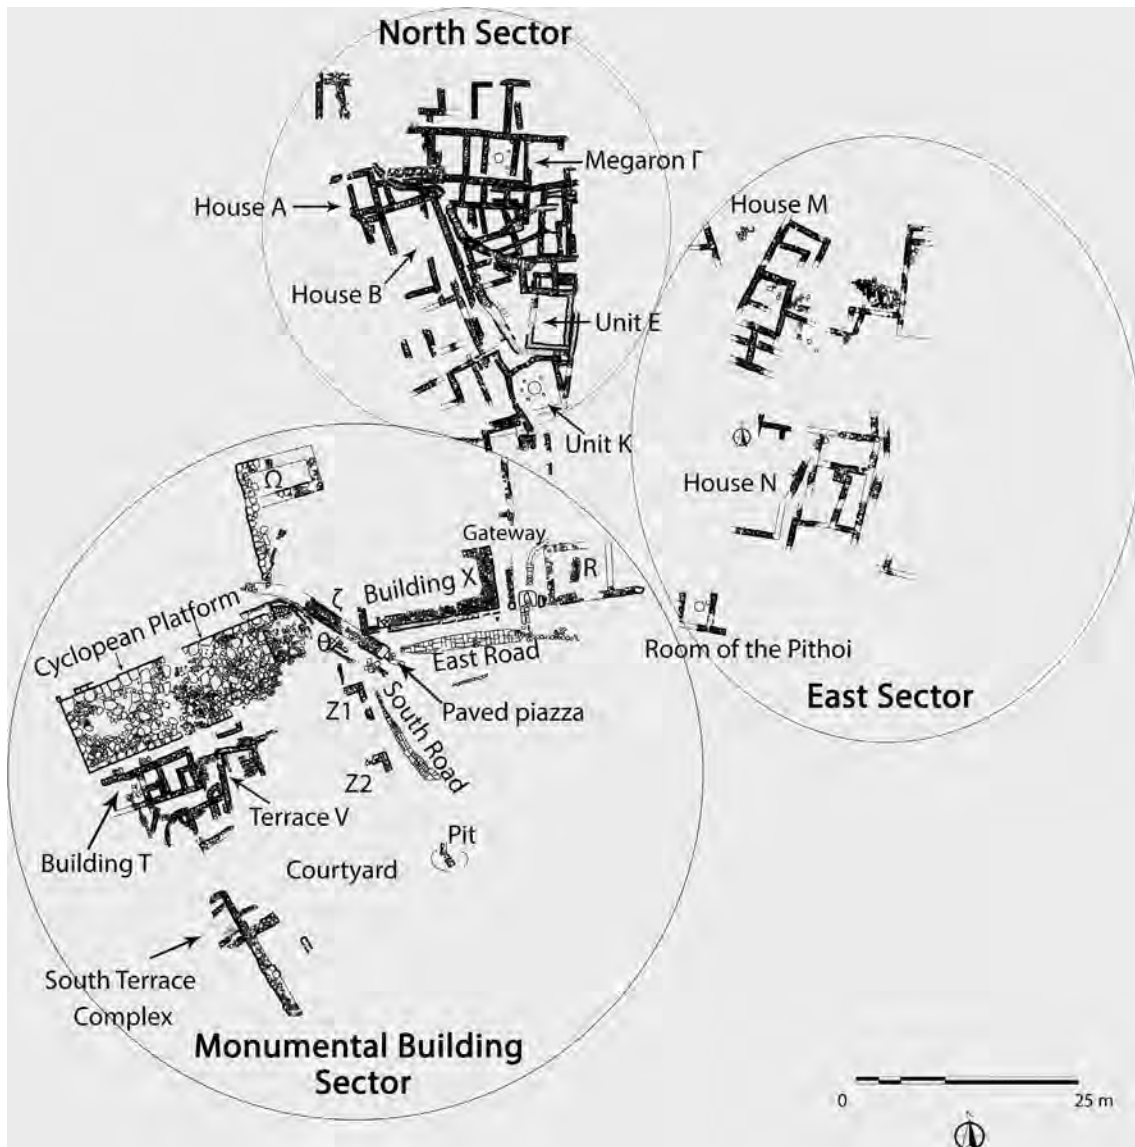 North Sector
Megaron Γ
House A
House B
Unit E
Unit K
House M
House N
Room of the Pithoi
East Sector
Ω
Gateway
R
Building X
ζ
Cyclopean Platform
θ
East Road
Z1
South Road
Paved piazza
Z2
Terrace V
Pit
Building T
Courtyard
South Terrace
Complex
Monumental Building
Sector
0
25 m